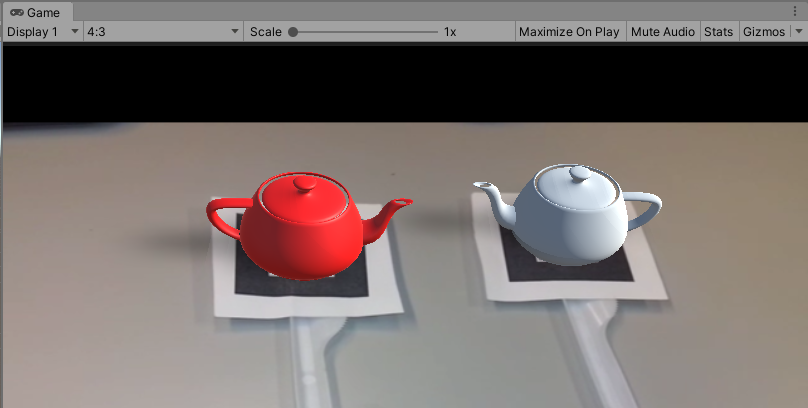 Game
Display 1 4:3 Scale 1x Maximize On Play Mute Audio Stats Gizmos